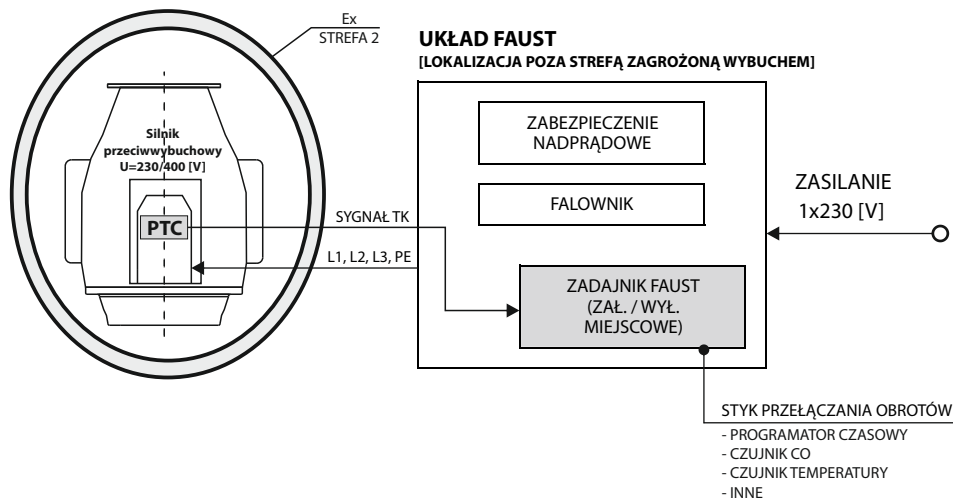 Ex
STREFA 2
UKŁAD FAUST
[LOKALIZACJA POZA STREFĄ ZAGROŻONĄ WYBUCHEM]
Silnik
przeciwwybuchowy
U=230/400 [V]
PTC
SYGNAŁ TK
L1, L2, L3, PE
ZABEZPIECZENIE
NADPRĄDOWE
FALOWNIK
ZADAJNIK FAUST
(ZAŁ. / WYŁ.
MIEJSCOWE)
ZASILANIE
1x230 [V]
STYK PRZEŁĄCZANIA OBROTÓW
- PROGRAMATOR CZASOWY
- CZUJNIK CO
- CZUJNIK TEMPERATURY
- INNE